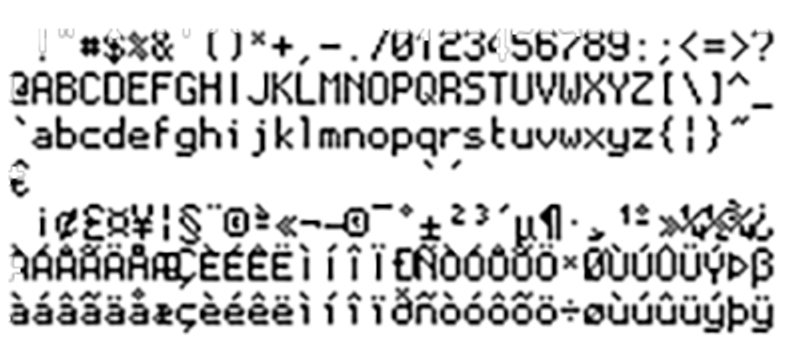 ! " #$%& ()*+,-./0123456789:;<=>?
@ABCDEFGHIJKLMNOPQRSTUVWXYZ[\]^_
`abcdefghijklmnopqrstuvwxyz{¦}˜
` ´
€
¡¢£¤¥¦§¨©ª«¬–®¯°±²³´µ¶·¸¹º»¼½¾¿
ÀÁÂÃÄÅÆÇÈÉÊËÌÍÎÏÐÑÒÓÔÕÖ×ØÙÚÛÜÝÞß
àáâãäåæçèéêëìíîïðñòóôõö÷øùúûüýþÿ